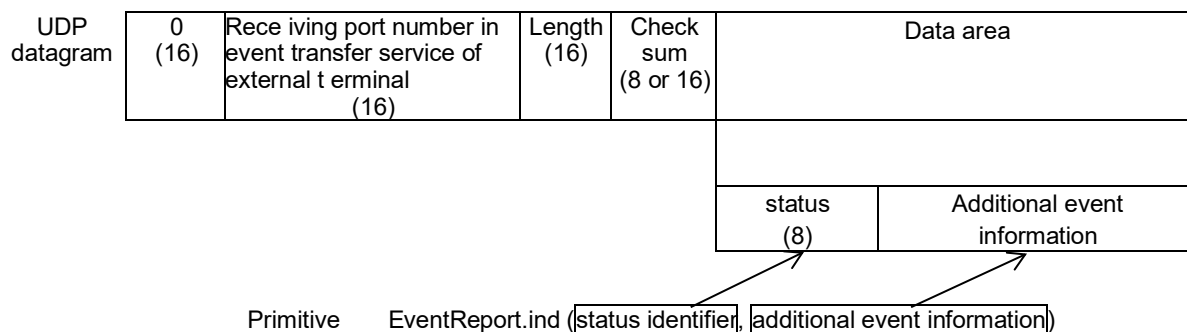 UDP datagram
0 (16)
Rece iving port number in
event transfer service of
external t erminal
(16)
Length
(16)
Check
sum
(8 or 16)
Data area
status
(8)
Additional event
information
Primitive EventReport.ind (status identifier, additional event information)